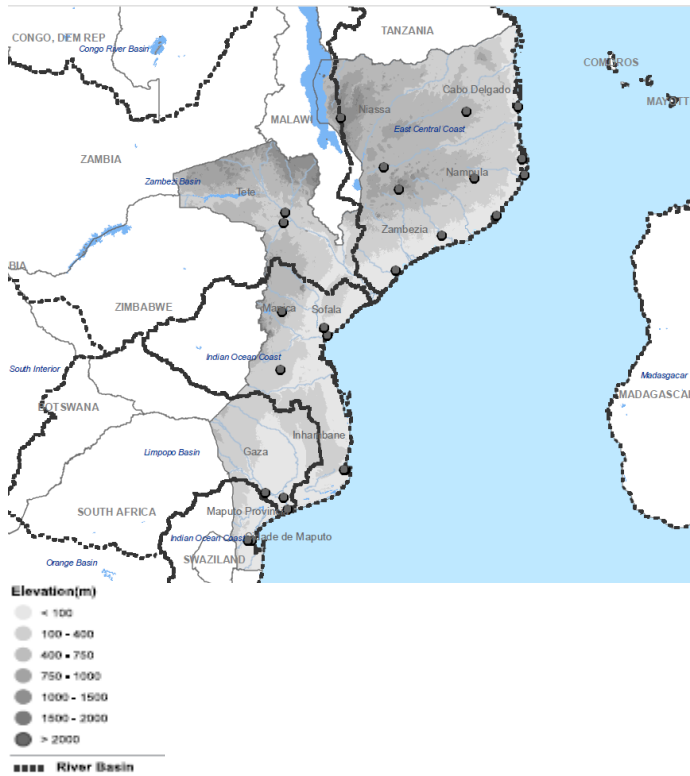 TANZANIA
CONGO, DEM REP
Congo River Basin
COMOROS
Cabo Delgado
MAYOTT
Niassa
MALAWI
East Central Coast
ZAMBIA
Nampula
Zambezi Basin
Tete
Zambezia
BIA
ZIMBABWE
Manica
Sofala
Indian Ocean Coast
South Interior
Madagascar
MADAGASCAR
BOTSWANA
Inhambane
Limpopo Basin
Gaza
SOUTH AFRICA
Maputo Provin
Indian Ocean Coast
Cidade de Maputo
Orange Basin
SWAZILAND
Elevation(m)
< 100
100 - 400
400 - 750
750 - 1000
1000 - 1500
1500 - 2000
> 2000
River Basin